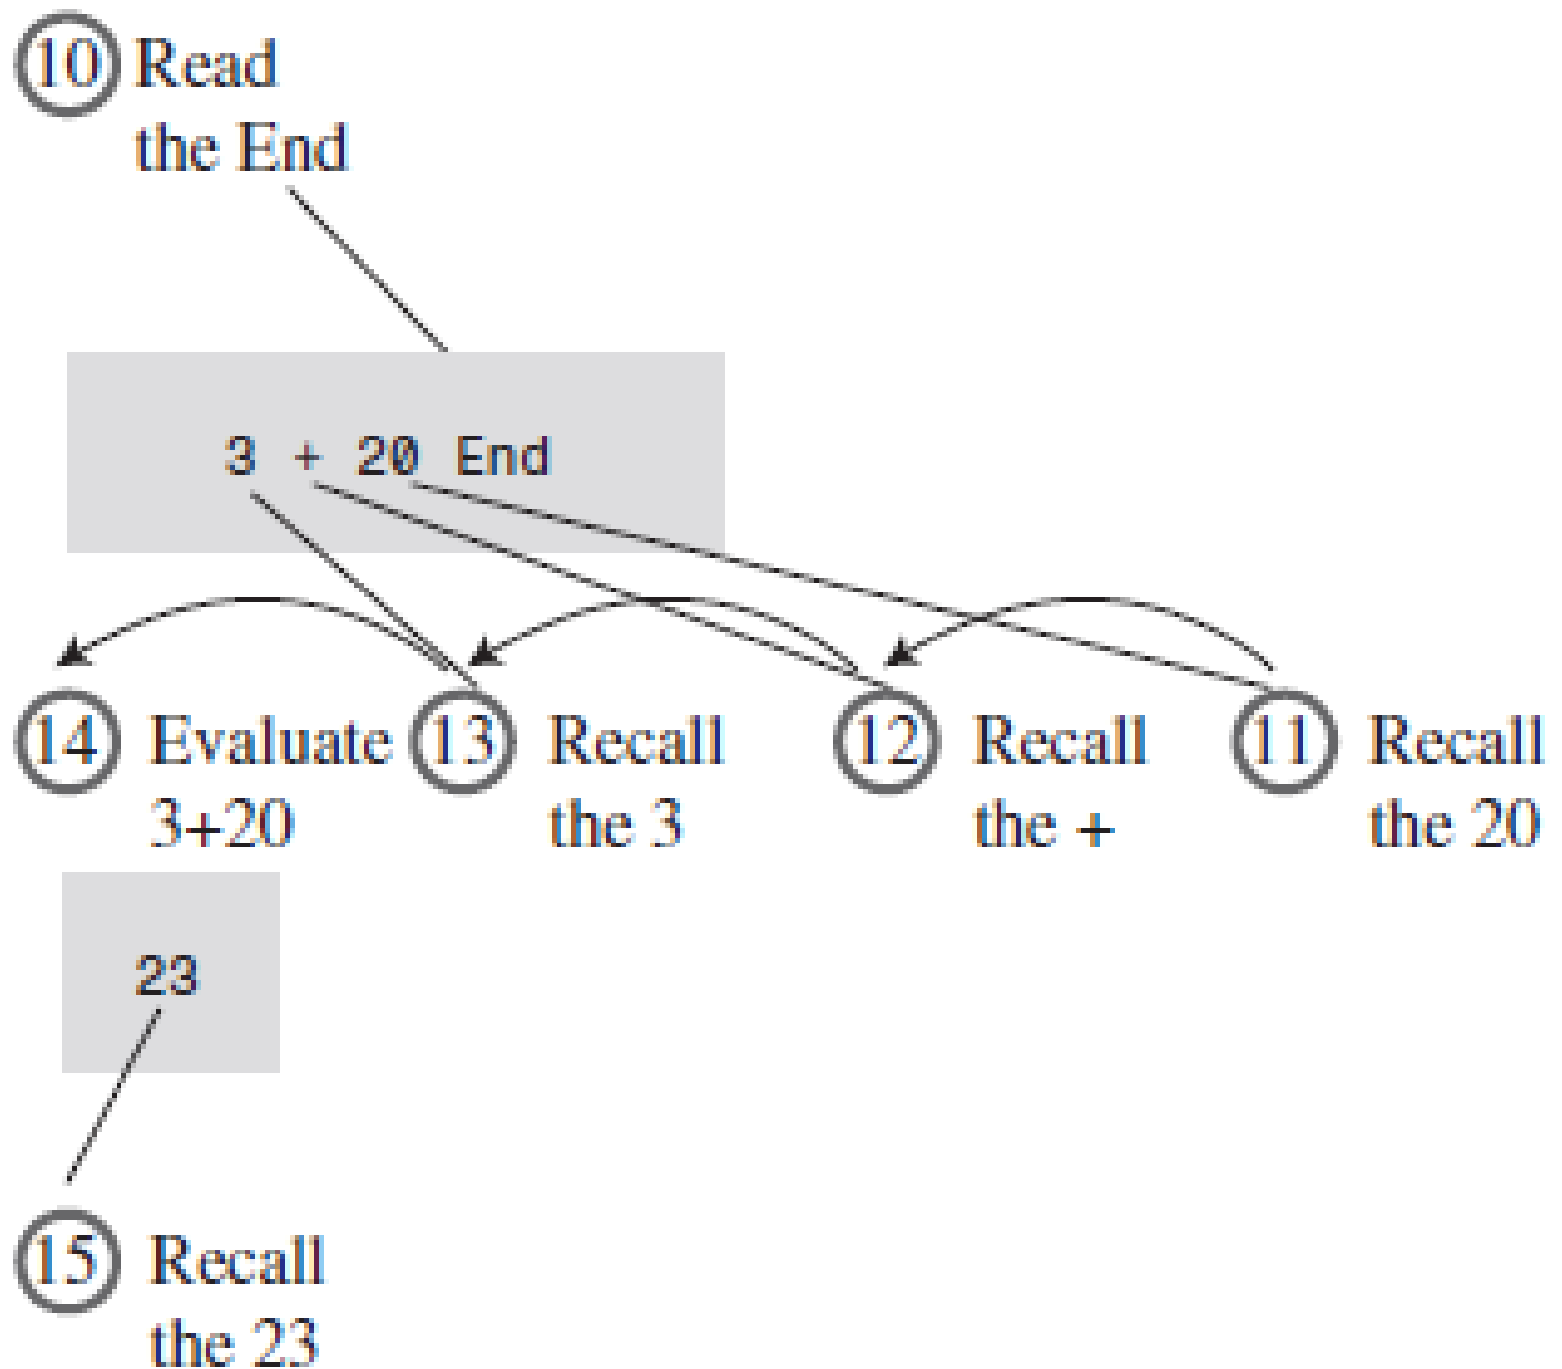 10 Read
the End
3 + 20 End
14 Evaluate 13 Recall 12 Recall 11 Recall
3+20 the 3 the + the 20
23
15 Recall
the 23